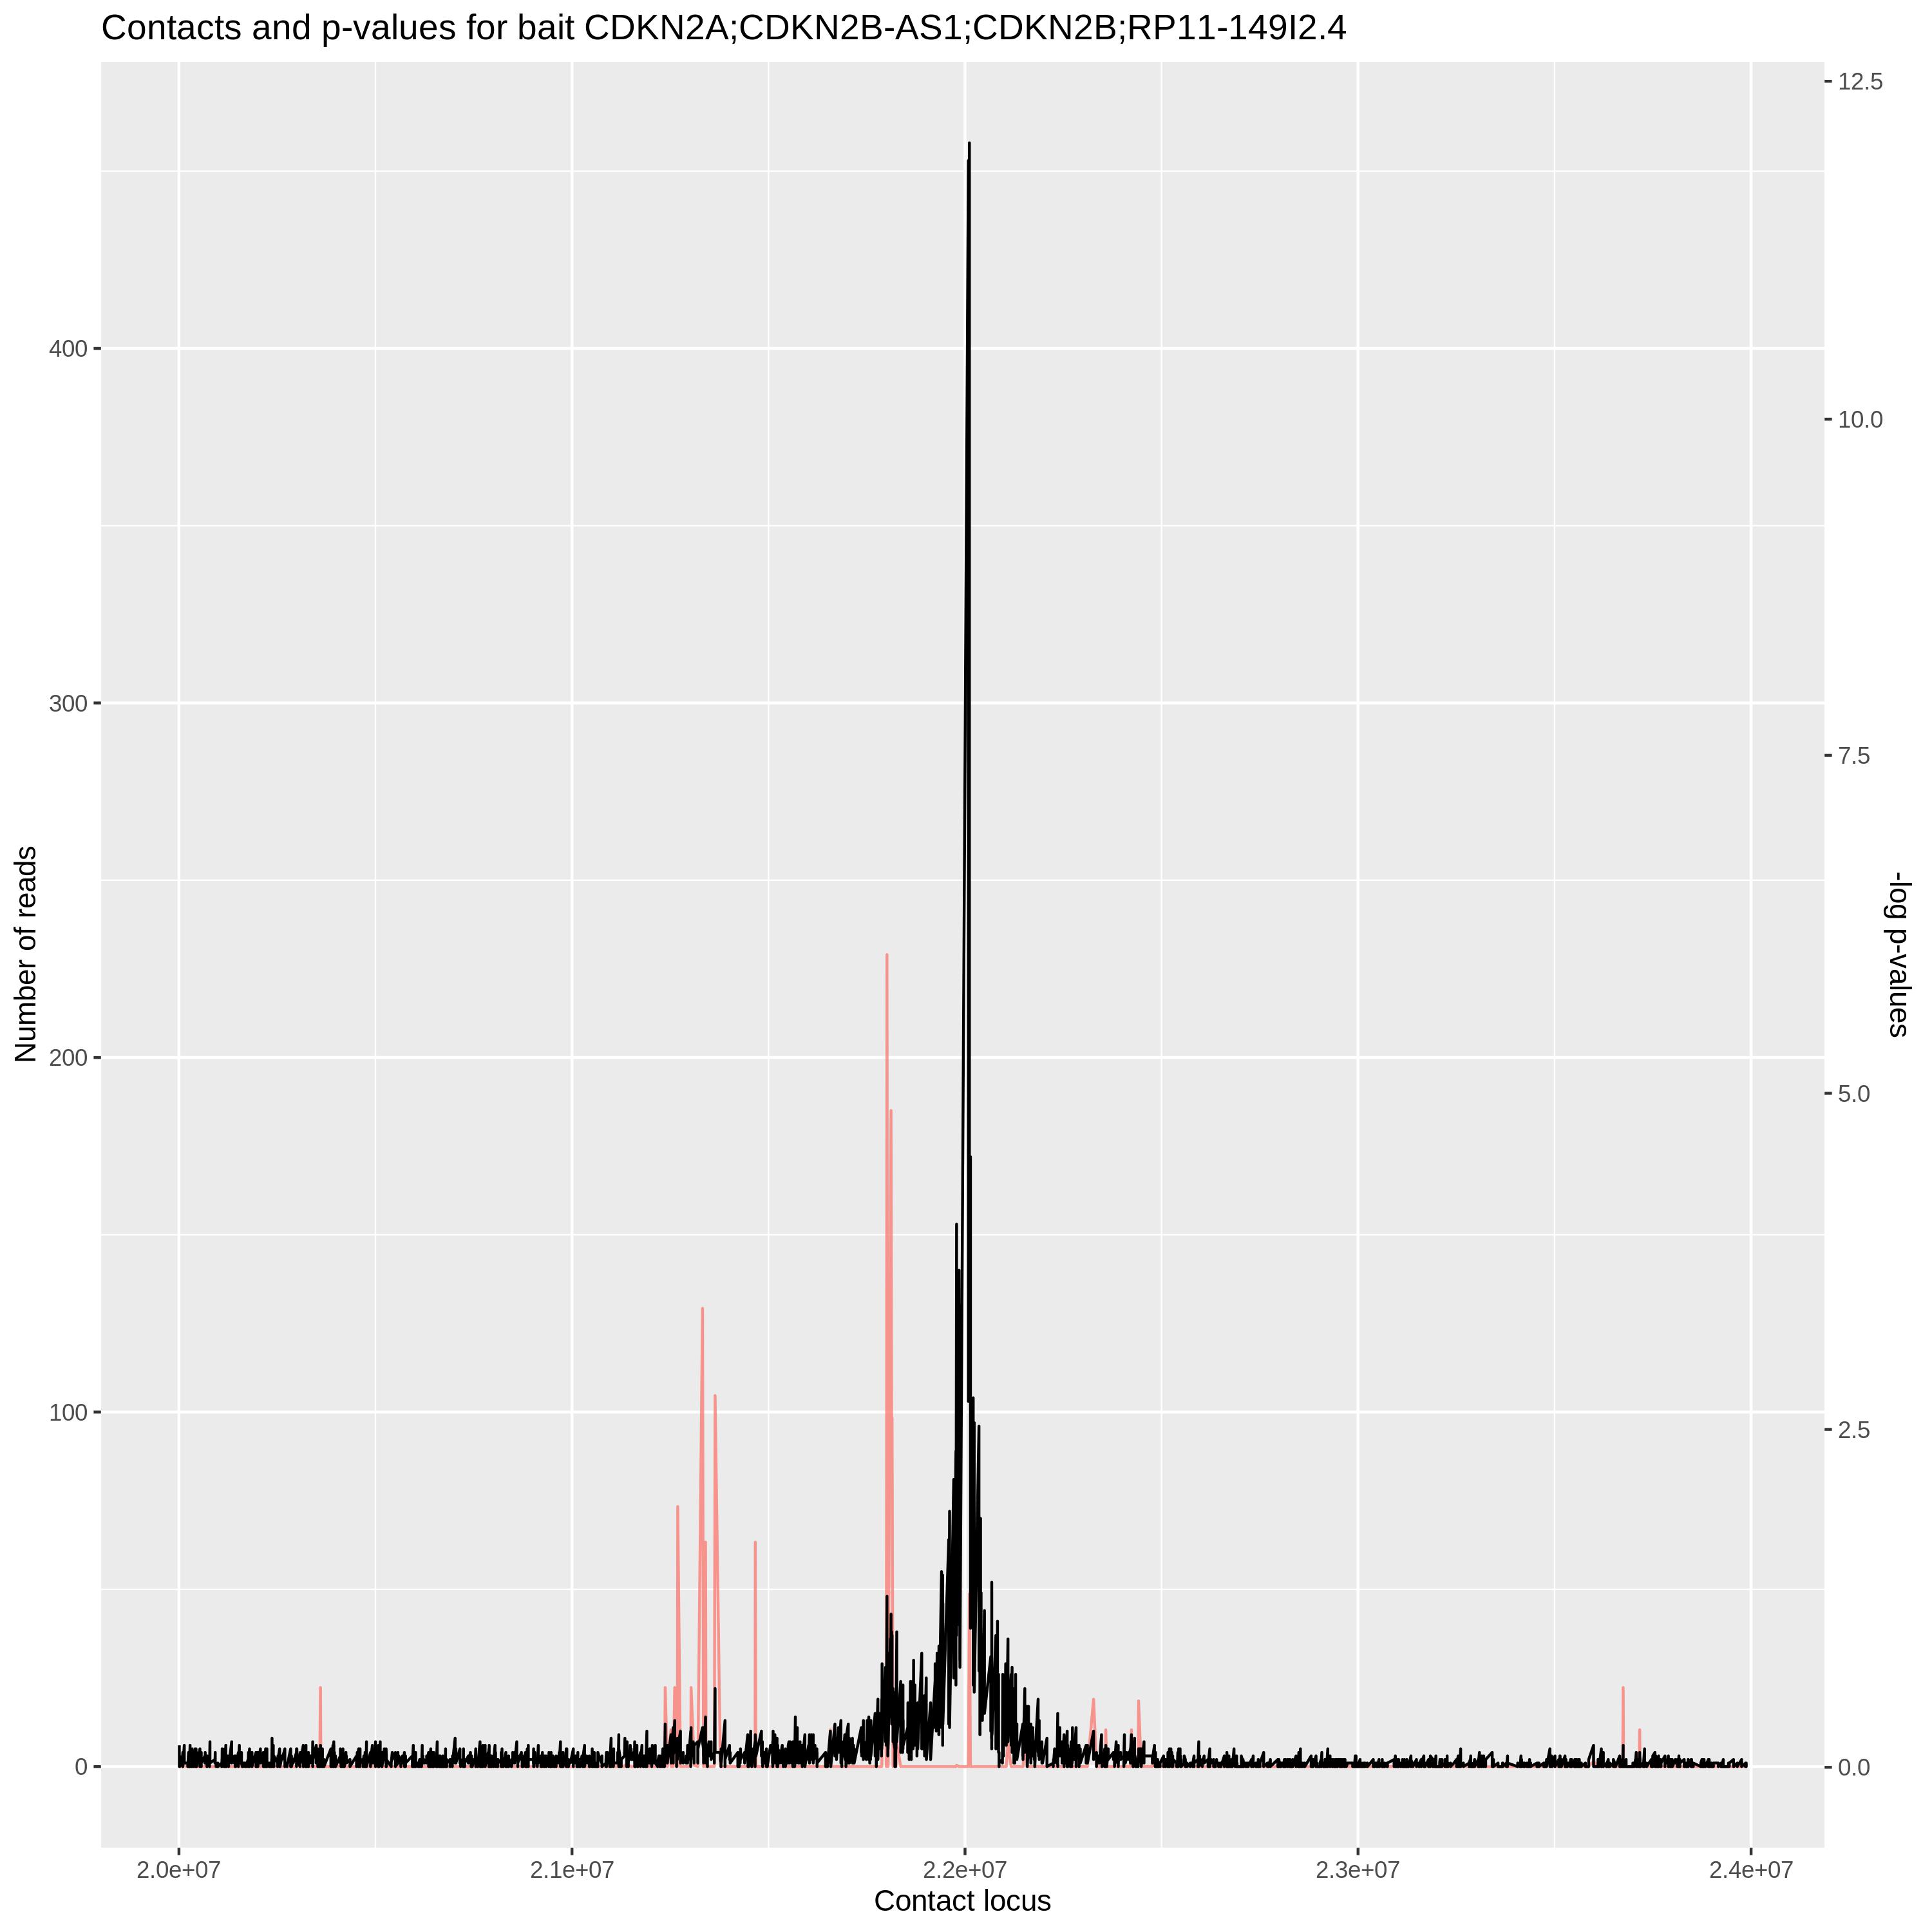 Contacts and p-values for bait CDKN2A;CDKN2B-AS1;CDKN2B;RP11-149I2.4
Number of reads
400
300
200
100
0
12.5
10.0
7.5
5.0
2.5
0.0
-log p-values
2.0e+07 2.1e+07 2.2e+07 2.3e+07 2.4e+07
Contact locus